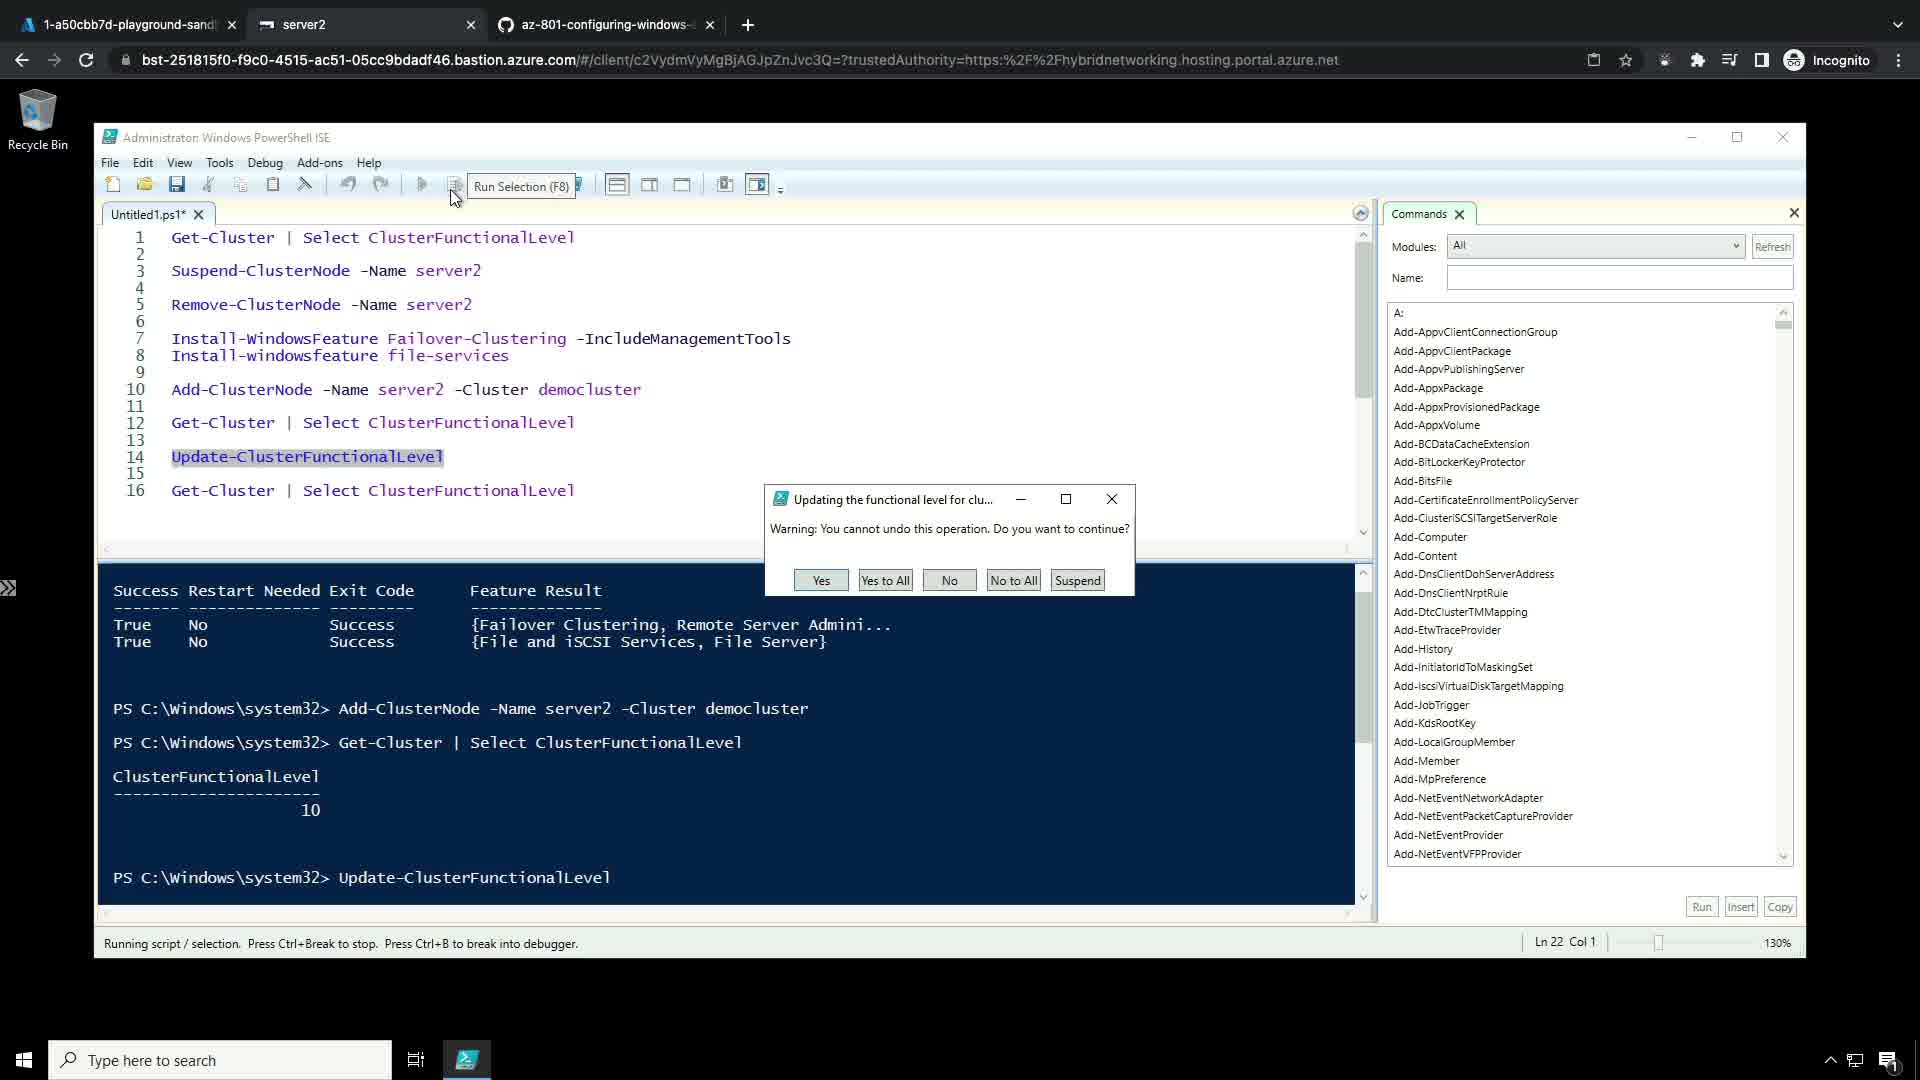 1-a50cbb7d-playground-sand
server2
az-801-configuring-windows-
bst-251815f0-f9c0-4515-ac51-05cc9bdadf46.bastion.azure.com/#/client/c2VydmVyMgBjAGJpZnJvc3Q=?trustedAuthority=https:%2F%2Fhybridnetworking.hosting.portal.azure.net
Incognito
Recycle Bin
Administrator: Windows PowerShell ISE
File Edit View Tools Debug Add-ons Help
Run Selection (F8)
Untitled1.ps1*
1 Get-Cluster | Select ClusterFunctionalLevel
2
3 Suspend-ClusterNode -Name server2
4
5 Remove-ClusterNode -Name server2
6
7 Install-WindowsFeature Failover-Clustering -IncludeManagementTools
8 Install-windowsfeature file-services
9
10 Add-ClusterNode -Name server2 -Cluster democluster
11
12 Get-Cluster | Select ClusterFunctionalLevel
13
14 Update-ClusterFunctionalLevel
15
16 Get-Cluster | Select ClusterFunctionalLevel
Updating the functional level for clu...
Warning: You cannot undo this operation. Do you want to continue?
Yes Yes to All No No to All Suspend
Success Restart Needed Exit Code Feature Result
------- -------------- --------- --------------
True No Success {Failover Clustering, Remote Server Admini...
True No Success {File and iSCSI Services, File Server}
PS C:\Windows\system32> Add-ClusterNode -Name server2 -Cluster democluster
PS C:\Windows\system32> Get-Cluster | Select ClusterFunctionalLevel
ClusterFunctionalLevel
----------------------
10
PS C:\Windows\system32> Update-ClusterFunctionalLevel
Running script / selection. Press Ctrl+Break to stop. Press Ctrl+B to break into debugger.
Ln 22 Col 1
130%
Commands
Modules: All Refresh
Name:
A:
Add-AppvClientConnectionGroup
Add-AppvClientPackage
Add-AppvPublishingServer
Add-AppxPackage
Add-AppxProvisionedPackage
Add-AppxVolume
Add-BCDataCacheExtension
Add-BitLockerKeyProtector
Add-BitsFile
Add-CertificateEnrollmentPolicyServer
Add-ClusteriSCSITargetServerRole
Add-Computer
Add-Content
Add-DnsClientDohServerAddress
Add-DnsClientNrptRule
Add-DtcClusterTMMapping
Add-EtwTraceProvider
Add-History
Add-InitiatorIdToMaskingSet
Add-IscsiVirtualDiskTargetMapping
Add-JobTrigger
Add-KdsRootKey
Add-LocalGroupMember
Add-Member
Add-MpPreference
Add-NetEventNetworkAdapter
Add-NetEventPacketCaptureProvider
Add-NetEventProvider
Add-NetEventVFPProvider
Run Insert Copy
Type here to search
1